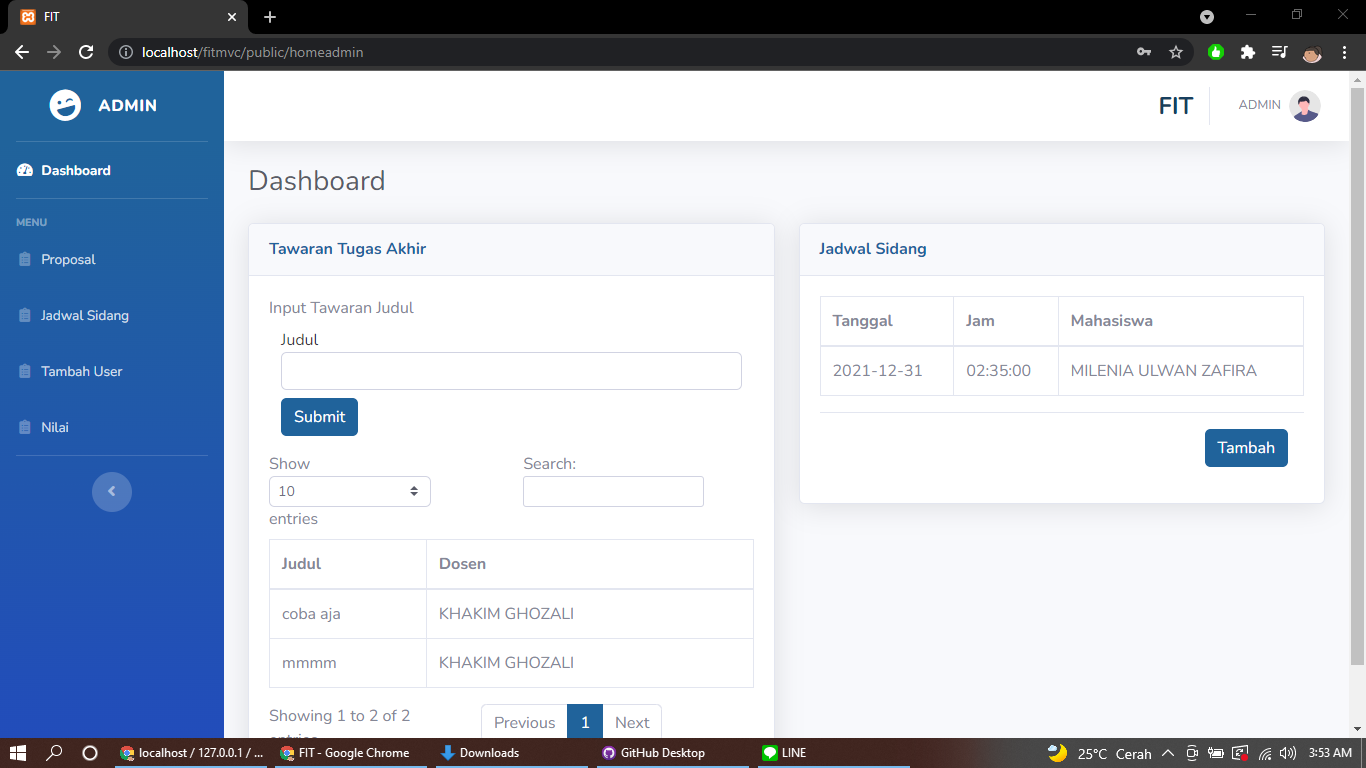 FIT
localhost/fitmvc/public/homeadmin
ADMIN
FIT
ADMIN
Dashboard
MENU
Proposal
Jadwal Sidang
Tambah User
Nilai
Dashboard
Tawaran Tugas Akhir
Input Tawaran Judul
Judul
Submit
Show
10
entries
Search:
Judul Dosen
coba aja KHAKIM GHOZALI
mmmm KHAKIM GHOZALI
Showing 1 to 2 of 2
Previous 1 Next
Jadwal Sidang
Tanggal Jam Mahasiswa
2021-12-31 02:35:00 MILENIA ULWAN ZAFIRA
Tambah
localhost / 127.0.0.1 / ... FIT - Google Chrome Downloads GitHub Desktop LINE 25°C Cerah 3:53 AM